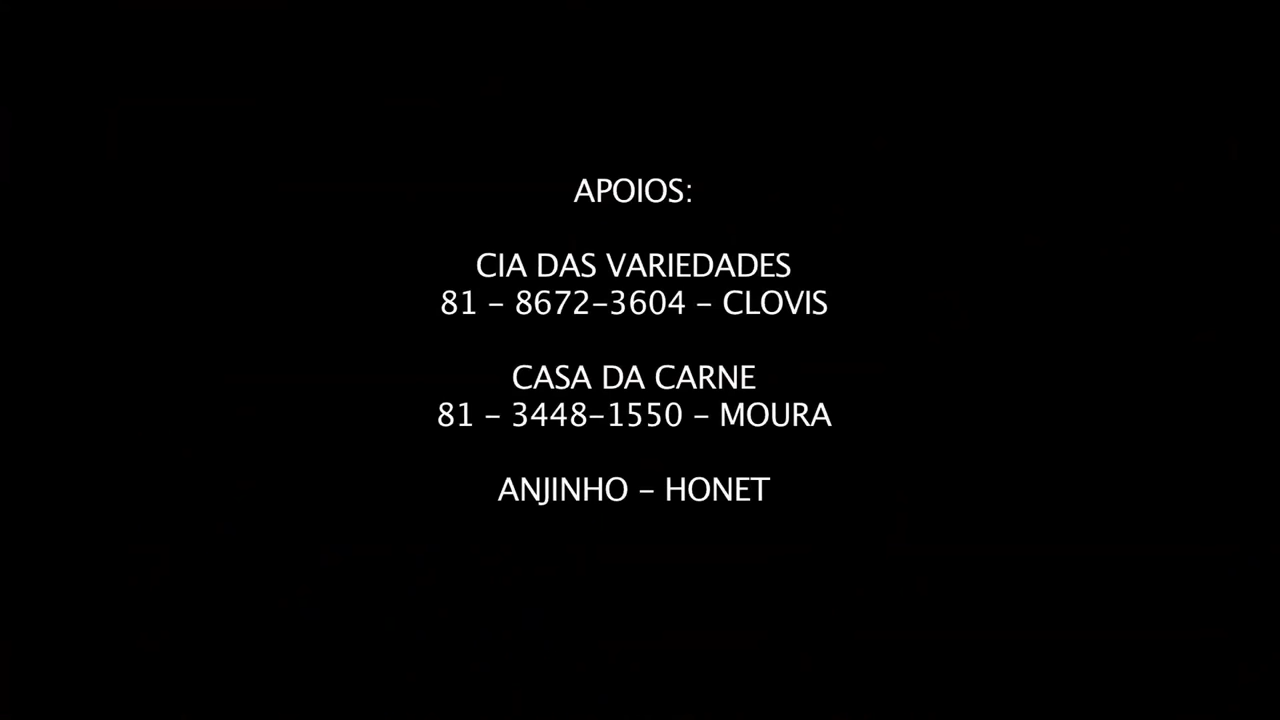 APOIOS:
CIA DAS VARIEDADES
81 – 8672-3604 – CLOVIS
CASA DA CARNE
81 – 3448-1550 – MOURA
ANJINHO – HONET